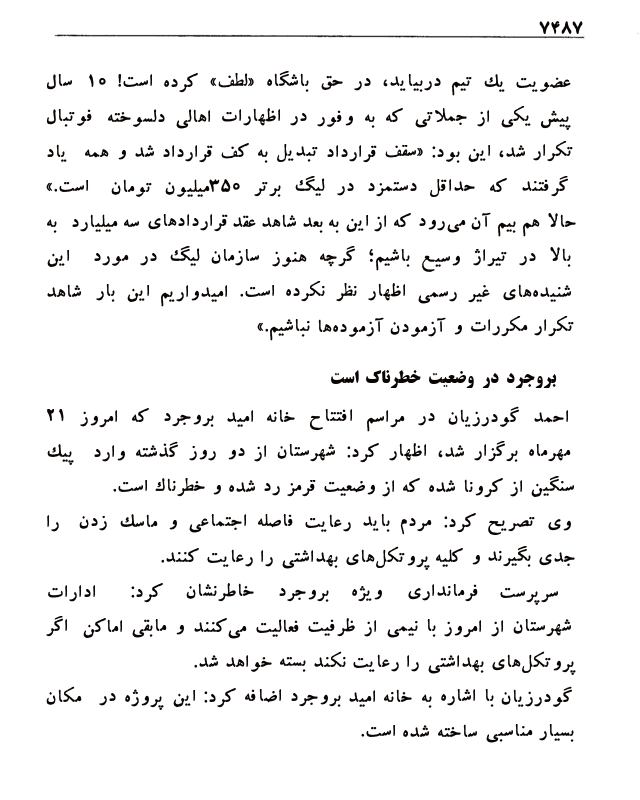 ۷۴۸۷
عضویت یك تیم دربیاید، در حق باشگاه «لطف» کرده است! ۱۰ سال
پیش یکی از جملاتی که به وفور در اظهارات اهالی دلسوخته فوتبال
تکرار شد، این بود: «سقف قرارداد تبدیل به کف قرارداد شد و همه یاد
گرفتند که حداقل دستمزد در لیگ برتر ۳۵۰میلیون تومان است.»
حالا هم بیم آن می‌رود که از این به بعد شاهد عقد قراردادهای سه میلیارد به
بالا در تیراژ وسیع باشیم؛ گرچه هنوز سازمان لیگ در مورد این
شنیده‌های غیر رسمی اظهار نظر نکرده است. امیدواریم این بار شاهد
تکرار مکررات و آزمودن آزموده‌ها نباشیم.»
بروجرد در وضعیت خطرناک است
احمد گودرزیان در مراسم افتتاح خانه امید بروجرد که امروز ۲۱
مهرماه برگزار شد، اظهار کرد: شهرستان از دو روز گذشته وارد پیك
سنگین از کرونا شده که از وضعیت قرمز رد شده و خطرناك است.
وی تصریح کرد: مردم باید رعایت فاصله اجتماعی و ماسك زدن را
جدی بگیرند و کلیه پروتکل‌های بهداشتی را رعایت کنند.
سرپرست فرمانداری ویژه بروجرد خاطرنشان کرد: ادارات
شهرستان از امروز با نیمی از ظرفیت فعالیت می‌کنند و مابقی اماکن اگر
پروتکل‌های بهداشتی را رعایت نکند بسته خواهد شد.
گودرزیان با اشاره به خانه امید بروجرد اضافه کرد: این پروژه در مکان
بسیار مناسبی ساخته شده است.